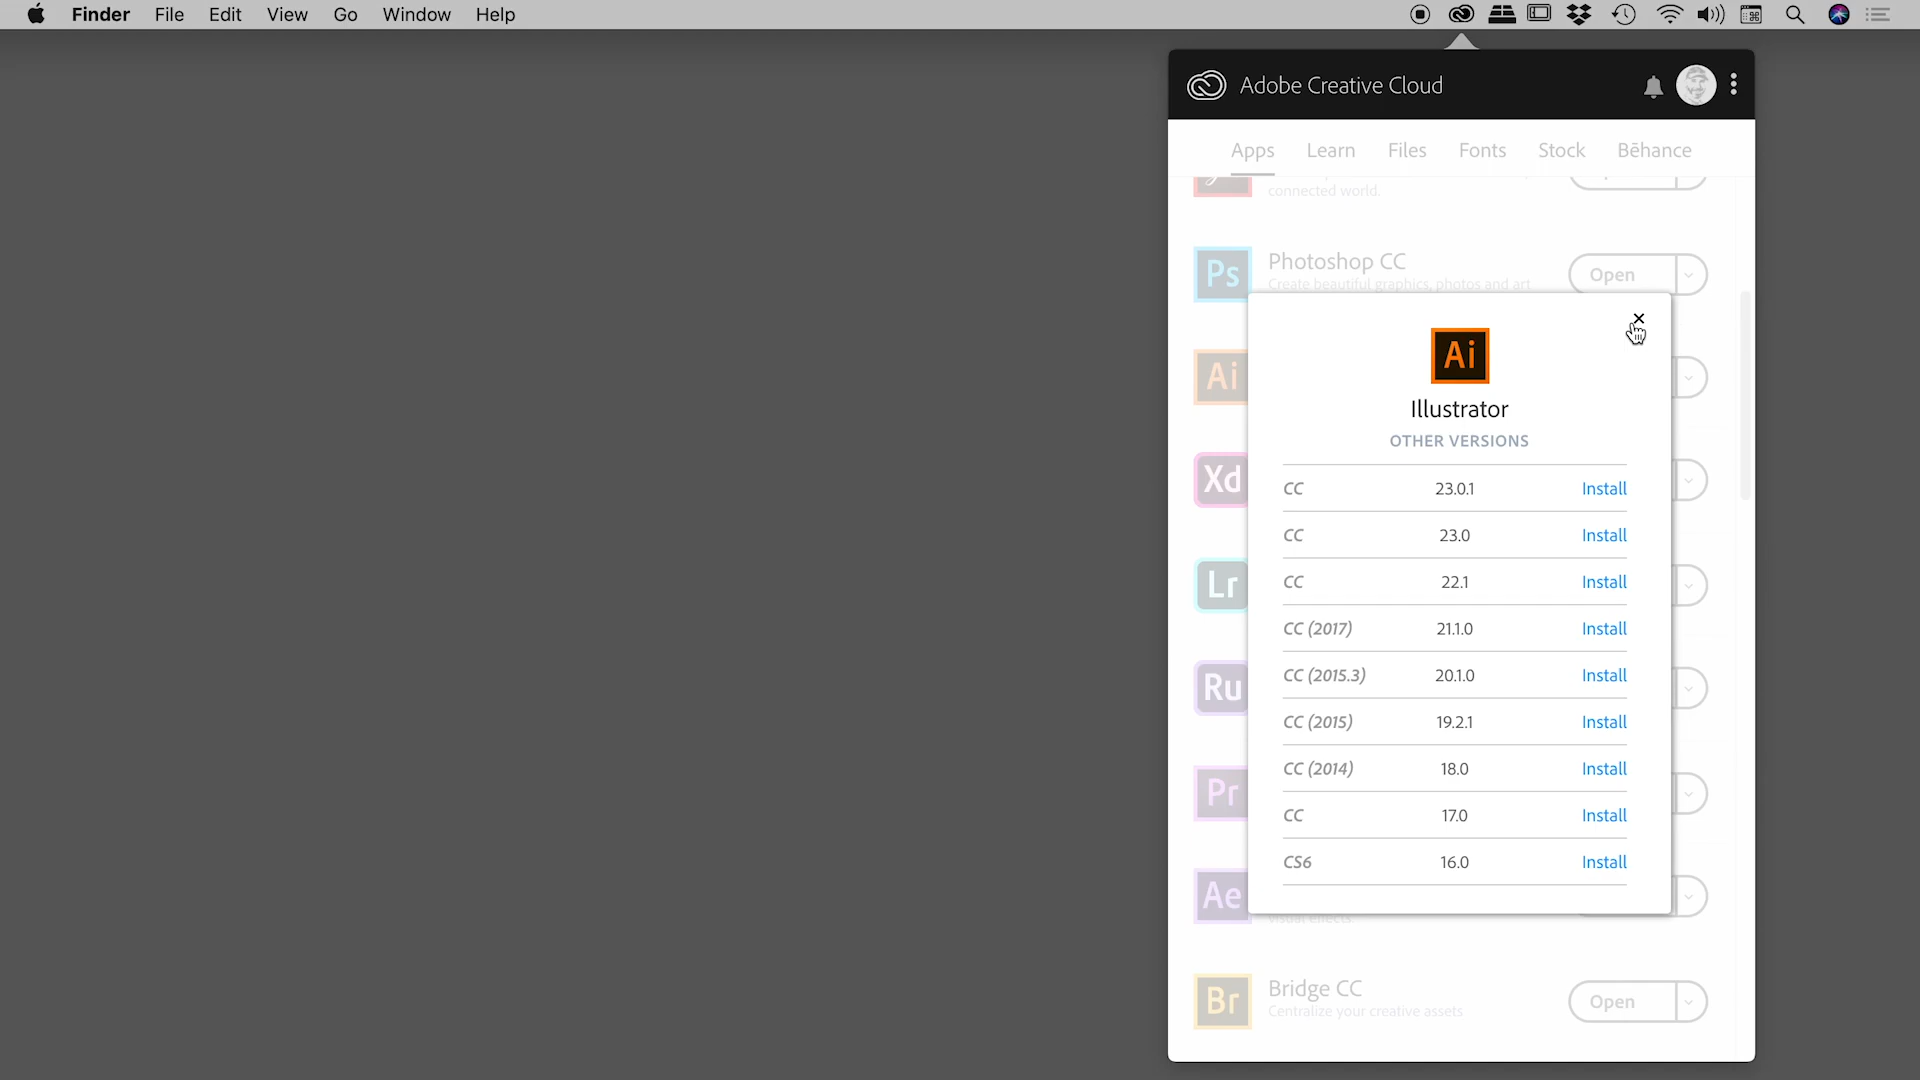 Finder File Edit View Go Window Help
Adobe Creative Cloud
Apps Learn Files Fonts Stock Bēhance
connected world.
Ps Photoshop CC Open
Create beautiful graphics, photos and art
Ai
Illustrator
OTHER VERSIONS
CC 23.0.1 Install
CC 23.0 Install
CC 22.1 Install
CC (2017) 21.1.0 Install
CC (2015.3) 20.1.0 Install
CC (2015) 19.2.1 Install
CC (2014) 18.0 Install
CC 17.0 Install
CS6 16.0 Install
Ai
Xd
Lr
Ru
Pr
Ae
visual effects.
Br Bridge CC Open
Centralize your creative assets